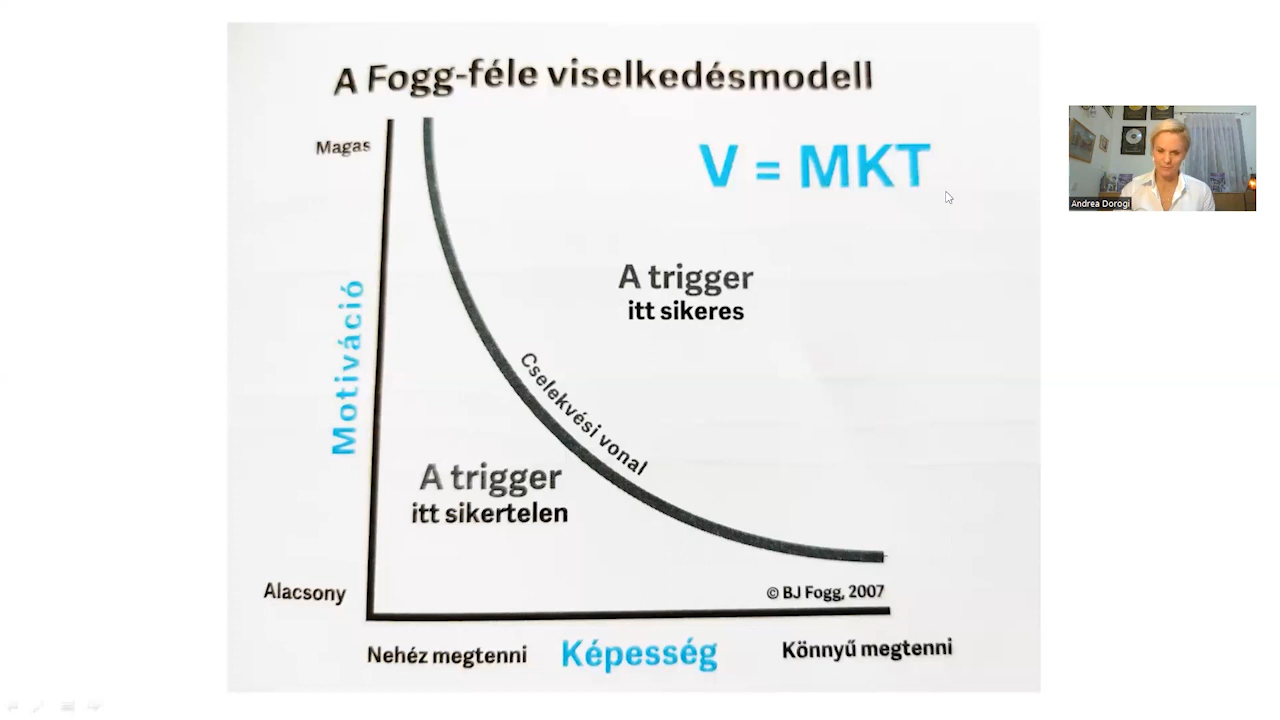 A Fogg-féle viselkedésmodell
Magas
V = MKT
A trigger
itt sikeres
Motiváció
Cselekvési vonal
A trigger
itt sikertelen
Alacsony
© BJ Fogg, 2007
Nehéz megtenni
Képesség
Könnyű megtenni
Andrea Dorogi